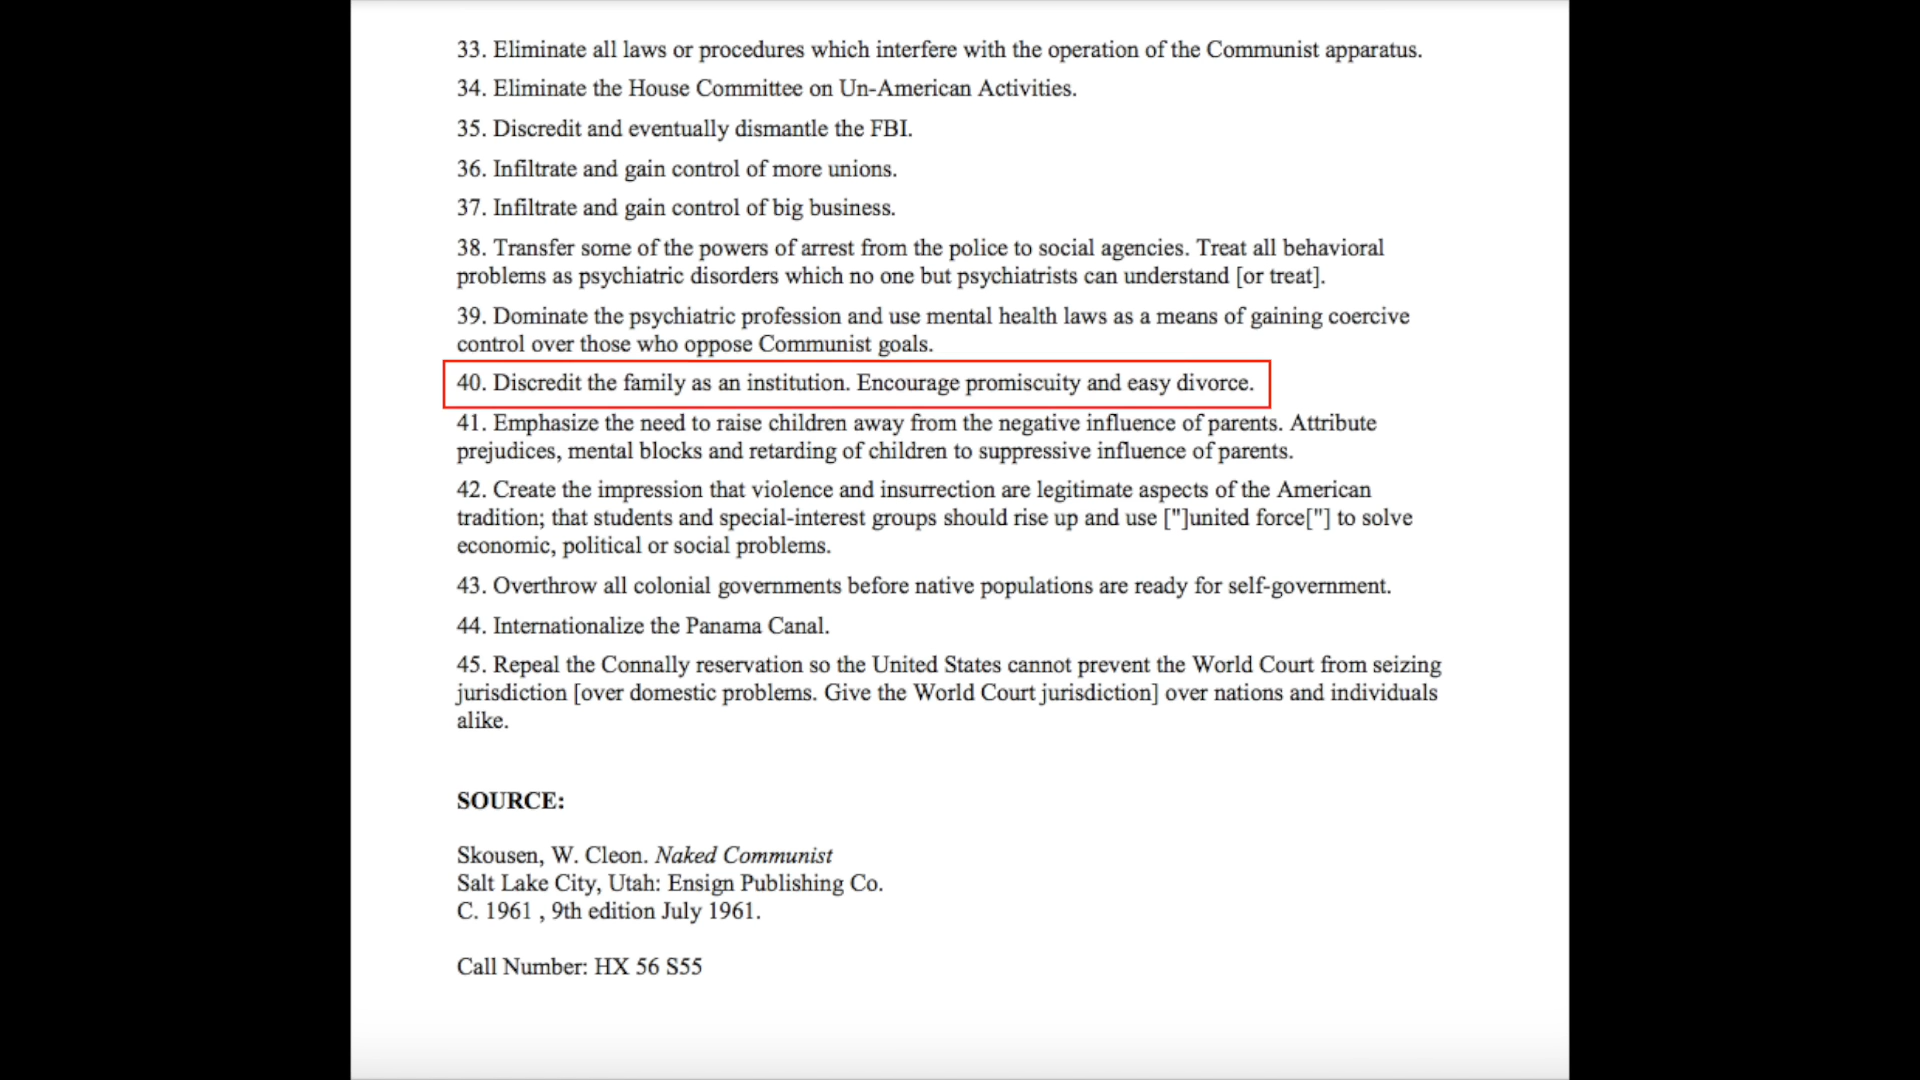 33. Eliminate all laws or procedures which interfere with the operation of the Communist apparatus.
34. Eliminate the House Committee on Un-American Activities.
35. Discredit and eventually dismantle the FBI.
36. Infiltrate and gain control of more unions.
37. Infiltrate and gain control of big business.
38. Transfer some of the powers of arrest from the police to social agencies. Treat all behavioral
problems as psychiatric disorders which no one but psychiatrists can understand [or treat].
39. Dominate the psychiatric profession and use mental health laws as a means of gaining coercive
control over those who oppose Communist goals.
40. Discredit the family as an institution. Encourage promiscuity and easy divorce.
41. Emphasize the need to raise children away from the negative influence of parents. Attribute
prejudices, mental blocks and retarding of children to suppressive influence of parents.
42. Create the impression that violence and insurrection are legitimate aspects of the American
tradition; that students and special-interest groups should rise up and use ["]united force["] to solve
economic, political or social problems.
43. Overthrow all colonial governments before native populations are ready for self-government.
44. Internationalize the Panama Canal.
45. Repeal the Connally reservation so the United States cannot prevent the World Court from seizing
jurisdiction [over domestic problems. Give the World Court jurisdiction] over nations and individuals
alike.
SOURCE:
Skousen, W. Cleon. Naked Communist
Salt Lake City, Utah: Ensign Publishing Co.
C. 1961 , 9th edition July 1961.
Call Number: HX 56 S55